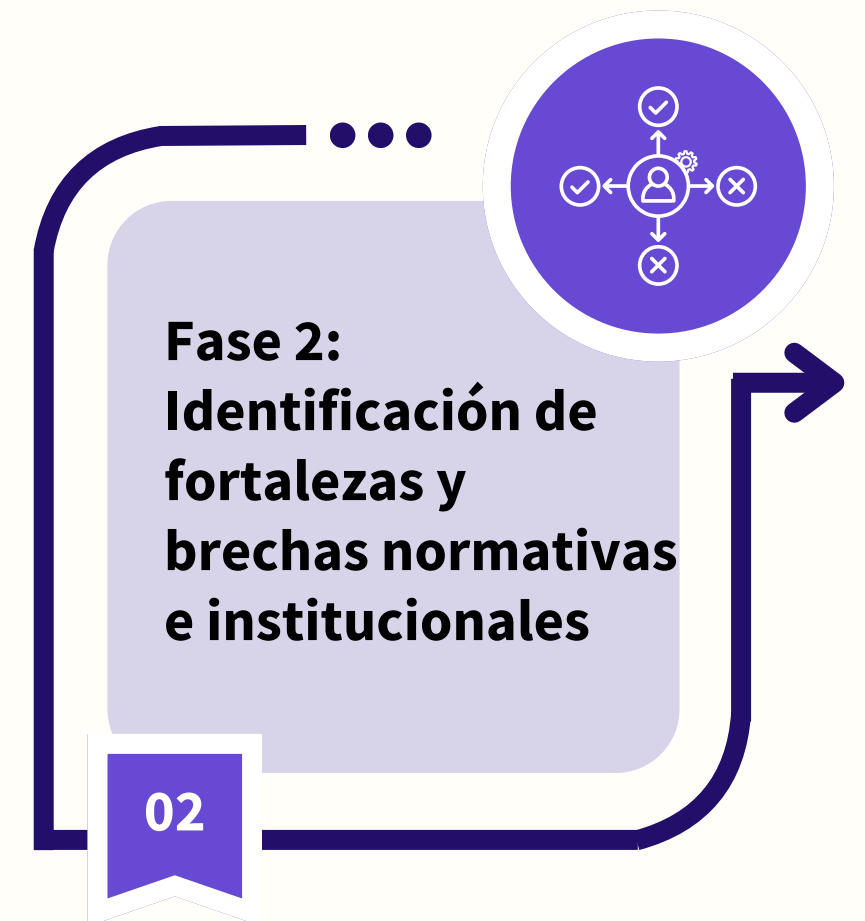 Fase 2:
Identificación de
fortalezas y
brechas normativas
e institucionales
02